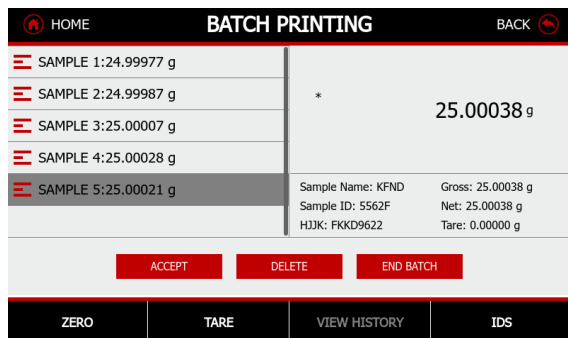 HOME BATCH PRINTING BACK
SAMPLE 1:24.99977 g
SAMPLE 2:24.99987 g
SAMPLE 3:25.00007 g
SAMPLE 4:25.00028 g
SAMPLE 5:25.00021 g
*
25.00038 g
Sample Name: KFND Gross: 25.00038 g
Sample ID: 5562F Net: 25.00038 g
HJJK: FKKD9622 Tare: 0.00000 g
ACCEPT DELETE END BATCH
ZERO TARE VIEW HISTORY IDS